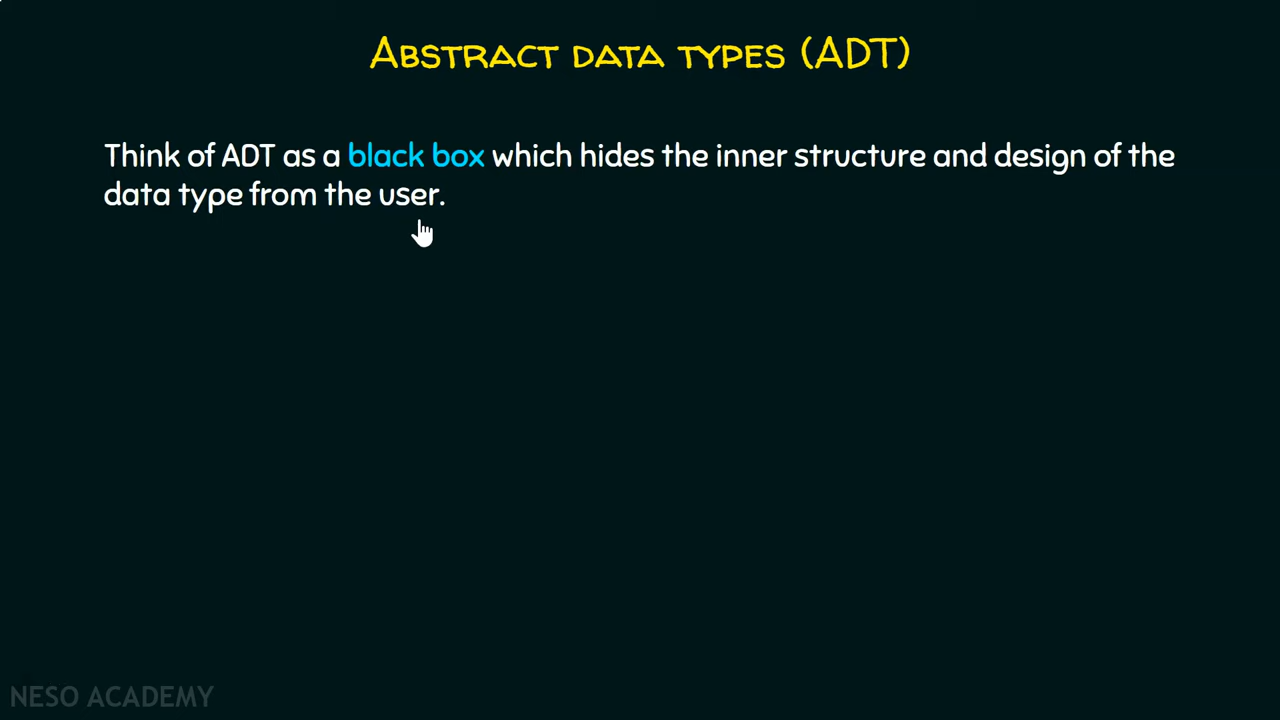 Abstract data types (ADT)
Think of ADT as a black box which hides the inner structure and design of the
data type from the user.
NESO ACADEMY